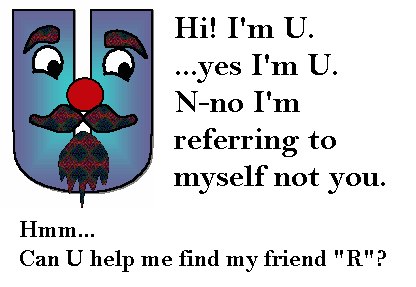 Hi! I'm U.
...yes I'm U.
N-no I'm
referring to
myself not you.
Hmm...
Can U help me find my friend "R"?